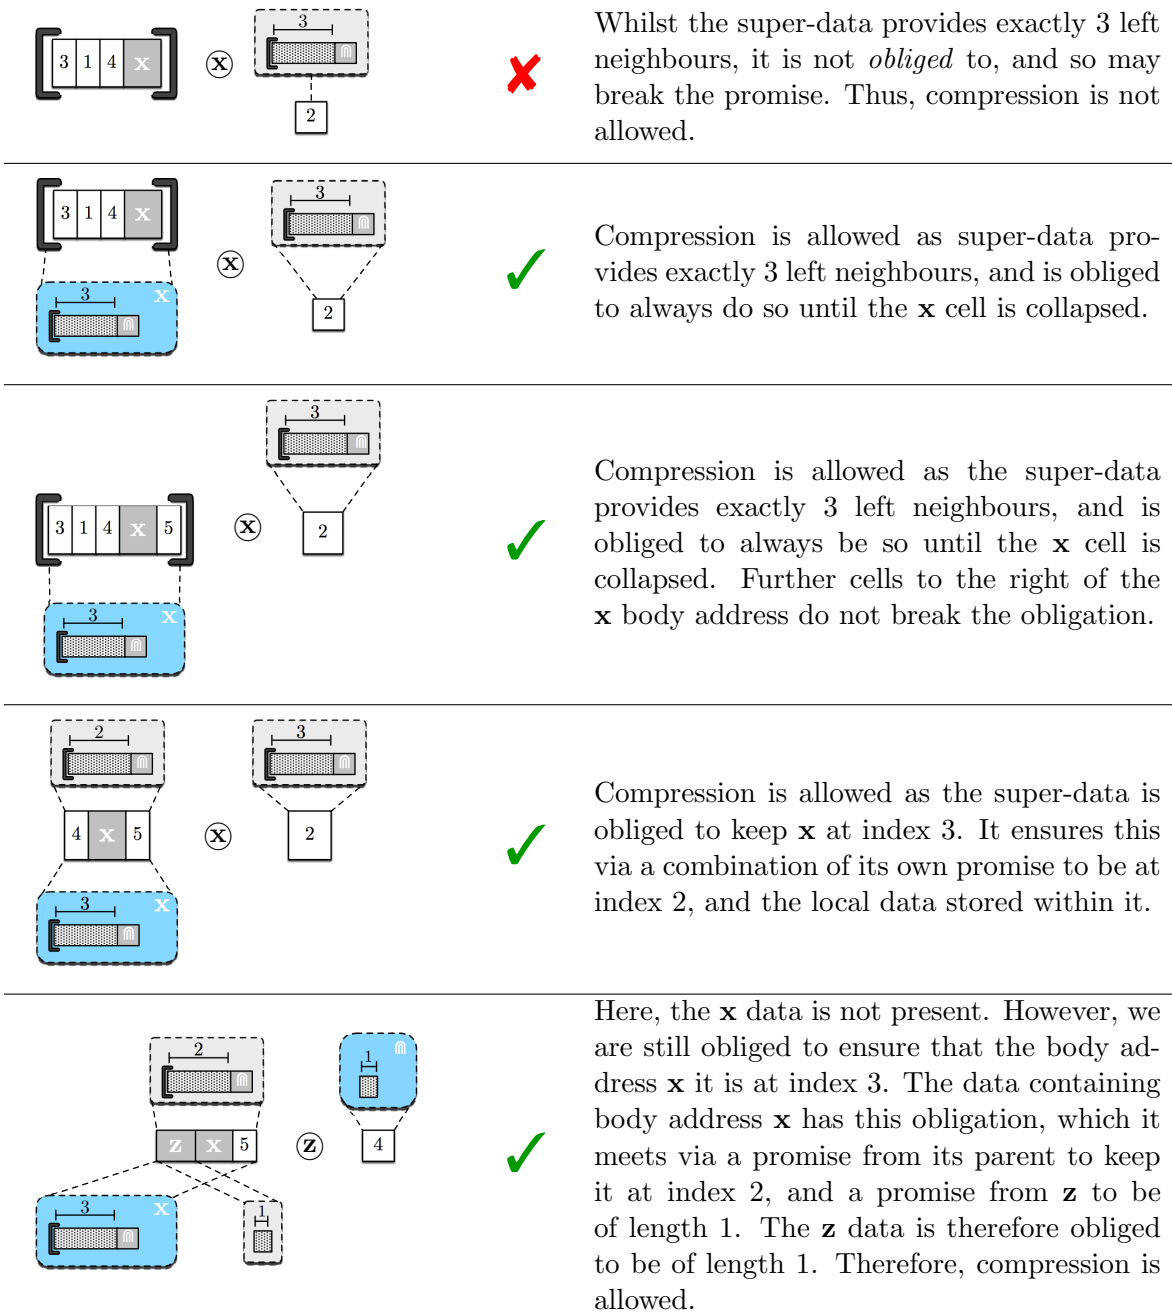 3
3 1 4 x
ⓧ
2
✘
Whilst the super-data provides exactly 3 left
neighbours, it is not obliged to, and so may
break the promise. Thus, compression is not
allowed.
3 1 4 x
ⓧ
3
2
3
x
✓
Compression is allowed as super-data pro-
vides exactly 3 left neighbours, and is obliged
to always do so until the x cell is collapsed.
3
3 1 4 x 5
ⓧ
2
3
x
✓
Compression is allowed as the super-data
provides exactly 3 left neighbours, and is
obliged to always be so until the x cell is
collapsed. Further cells to the right of the
x body address do not break the obligation.
2
3
4 x 5
ⓧ
2
3
x
✓
Compression is allowed as the super-data is
obliged to keep x at index 3. It ensures this
via a combination of its own promise to be at
index 2, and the local data stored within it.
2
1
z x 5
ⓩ
4
3
x
1
✓
Here, the x data is not present. However, we
are still obliged to ensure that the body ad-
dress x it is at index 3. The data containing
body address x has this obligation, which it
meets via a promise from its parent to keep
it at index 2, and a promise from z to be
of length 1. The z data is therefore obliged
to be of length 1. Therefore, compression is
allowed.